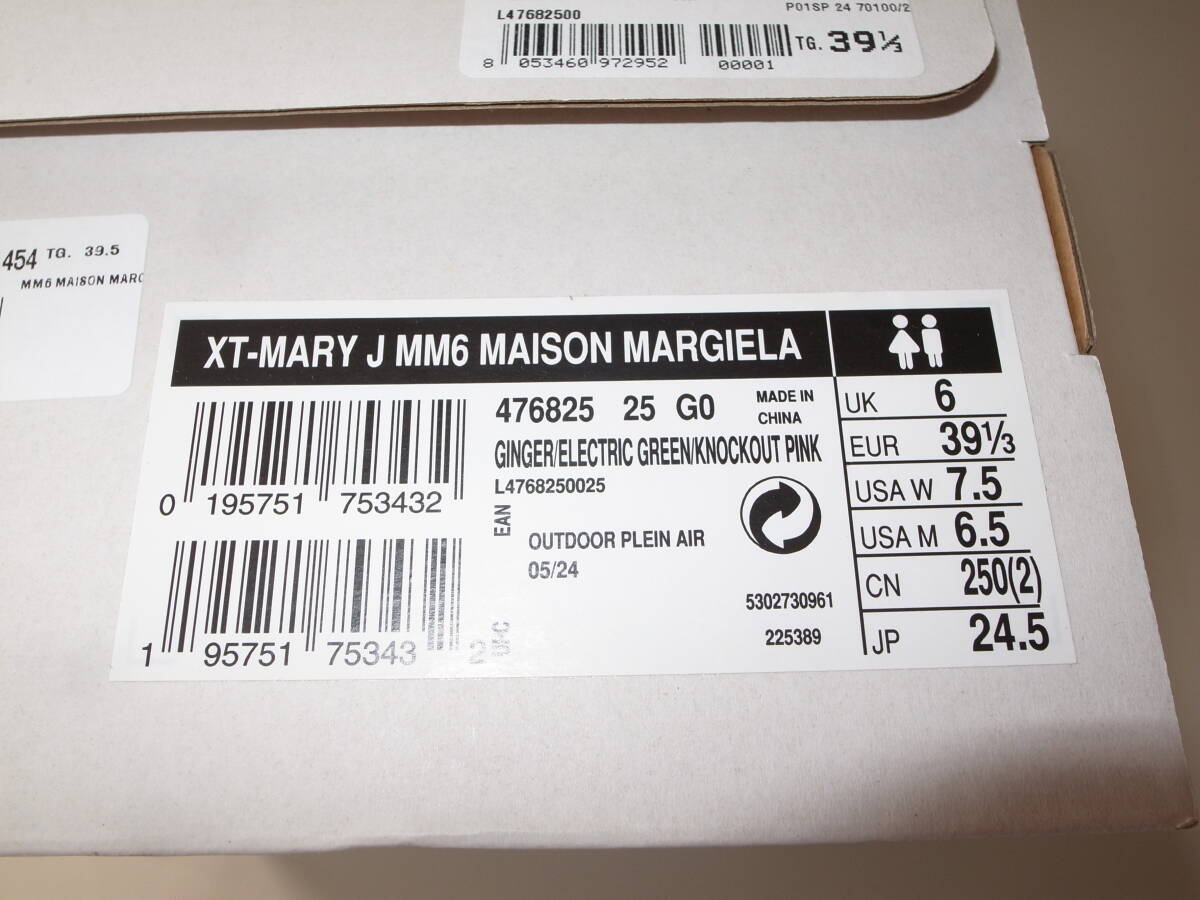 L47682500
P01SP 24 70100/2
TG. 39⅓
8 053460 972952 00001
454 TG. 39.5
MM6 MAISON MARG
XT-MARY J MM6 MAISON MARGIELA
476825 25 G0
MADE IN
CHINA
GINGER/ELECTRIC GREEN/KNOCKOUT PINK
L4768250025
0 195751 753432
EAN
OUTDOOR PLEIN AIR
05/24
5302730961
225389
1 95751 75343 2
UPC
UK 6
EUR 39⅓
USA W 7.5
USA M 6.5
CN 250(2)
JP 24.5